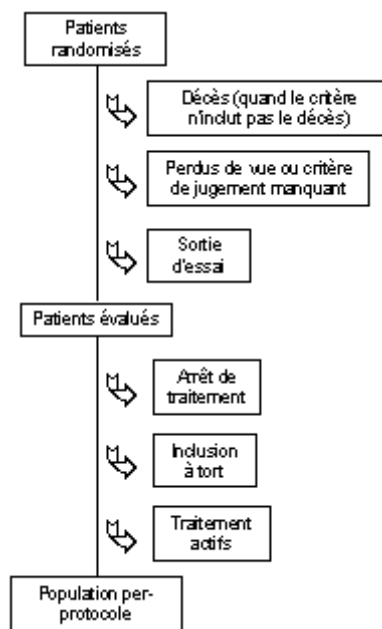 Patients
randomisés
Décès (quand le critère
n'inclut pas le décès)
Perdus de vue ou critère
de jugement manquant
Sortie
d'essai
Patients évalués
Arrêt de
traitement
Inclusion
à tort
Traitement
actifs
Population per-
protocole